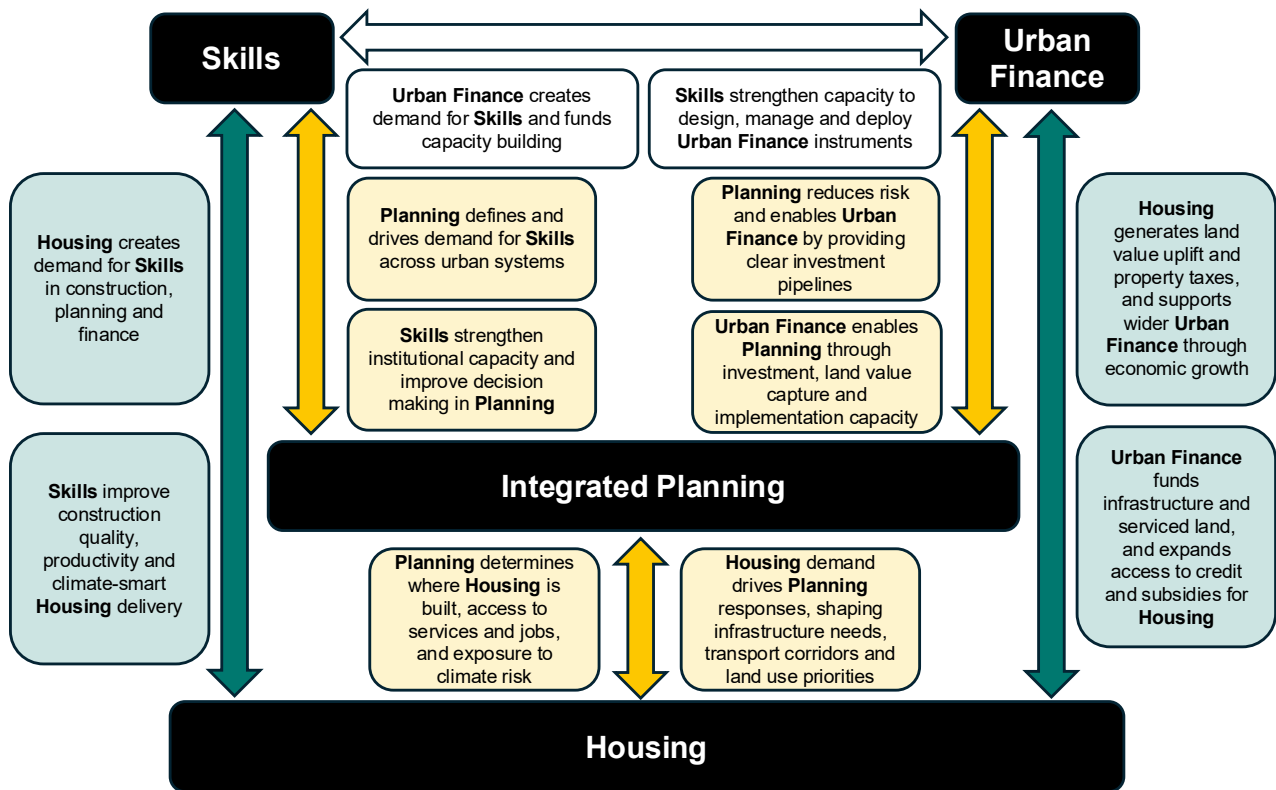 Skills
Urban
Finance
Urban Finance creates
demand for Skills and funds
capacity building
Skills strengthen capacity to
design, manage and deploy
Urban Finance instruments
Planning defines and
drives demand for Skills
across urban systems
Planning reduces risk
and enables Urban
Finance by providing
clear investment
pipelines
Housing creates
demand for Skills
in construction,
planning and
finance
Housing
generates land
value uplift and
property taxes,
and supports
wider Urban
Finance through
economic growth
Skills strengthen
institutional capacity and
improve decision
making in Planning
Urban Finance enables
Planning through
investment, land value
capture and
implementation capacity
Integrated Planning
Skills improve
construction
quality,
productivity and
climate-smart
Housing delivery
Urban Finance
funds
infrastructure and
serviced land,
and expands
access to credit
and subsidies for
Housing
Planning determines
where Housing is
built, access to
services and jobs,
and exposure to
climate risk
Housing demand
drives Planning
responses, shaping
infrastructure needs,
transport corridors and
land use priorities
Housing